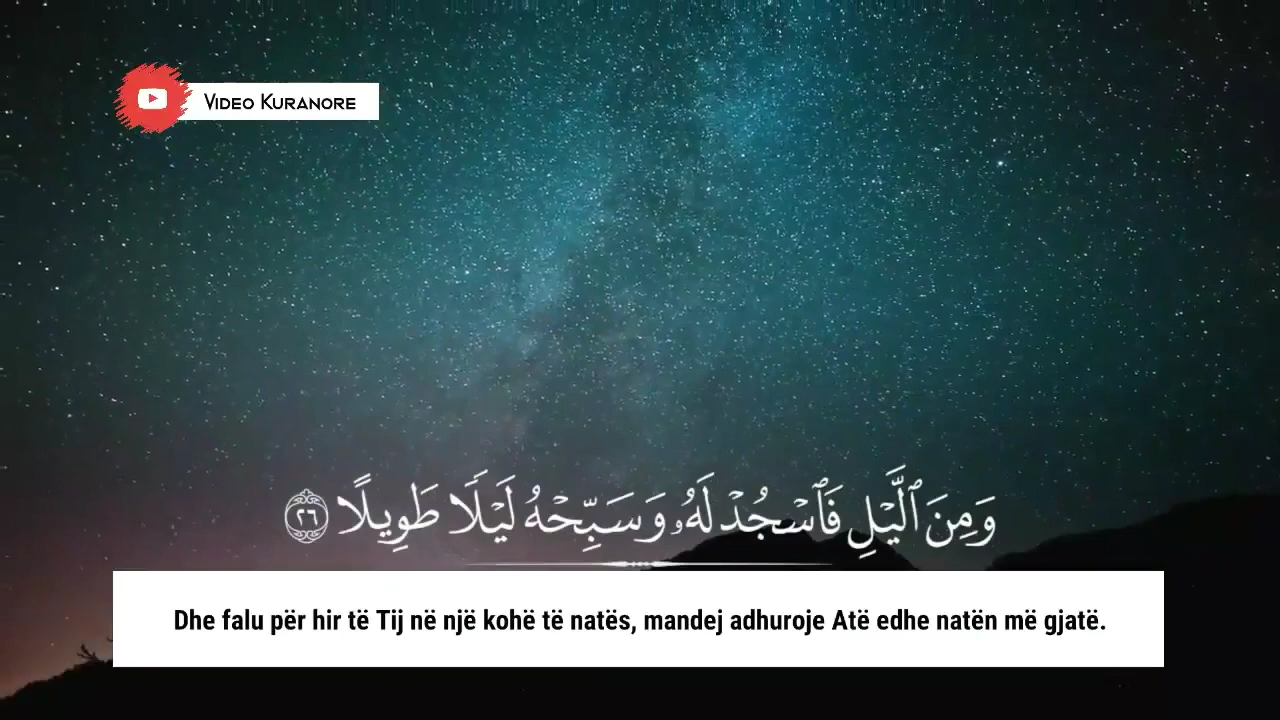 VIDEO KURANORE
وَمِنَ ٱلَّيْلِ فَٱسْجُدْ لَهُۥ وَسَبِّحْهُ لَيْلًا طَوِيلًا ٢٦
Dhe falu për hir të Tij në një kohë të natës, mandej adhuroje Atë edhe natën më gjatë.